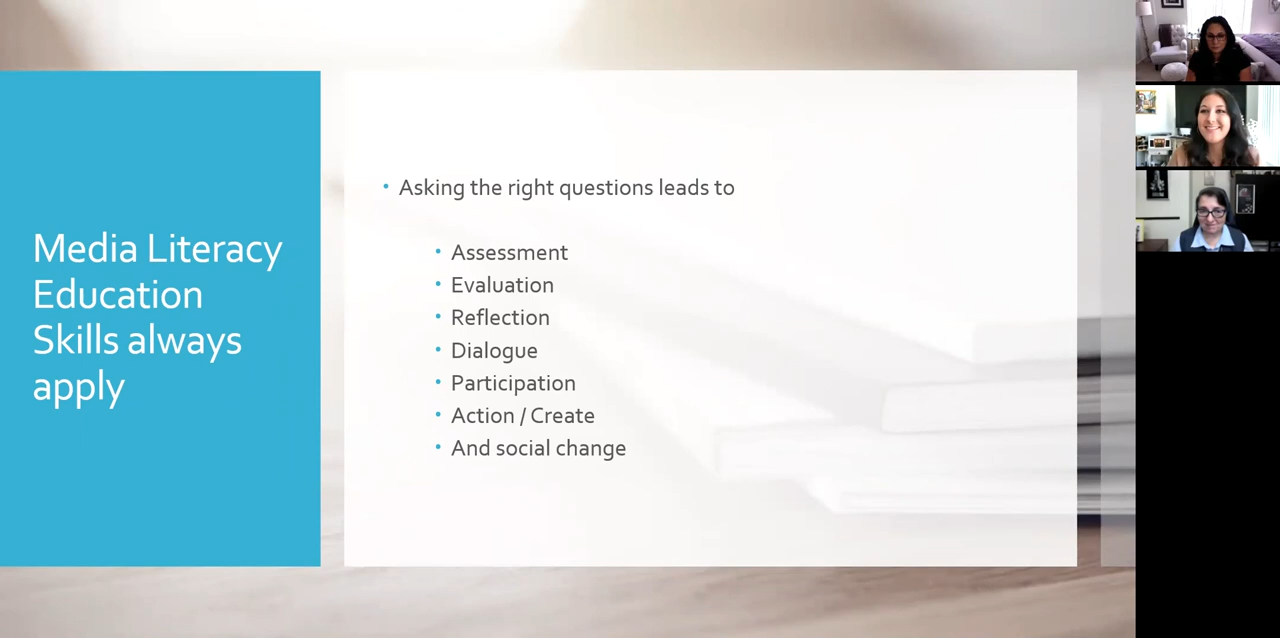 Media Literacy
Education
Skills always
apply
Asking the right questions leads to
Assessment
Evaluation
Reflection
Dialogue
Participation
Action / Create
And social change